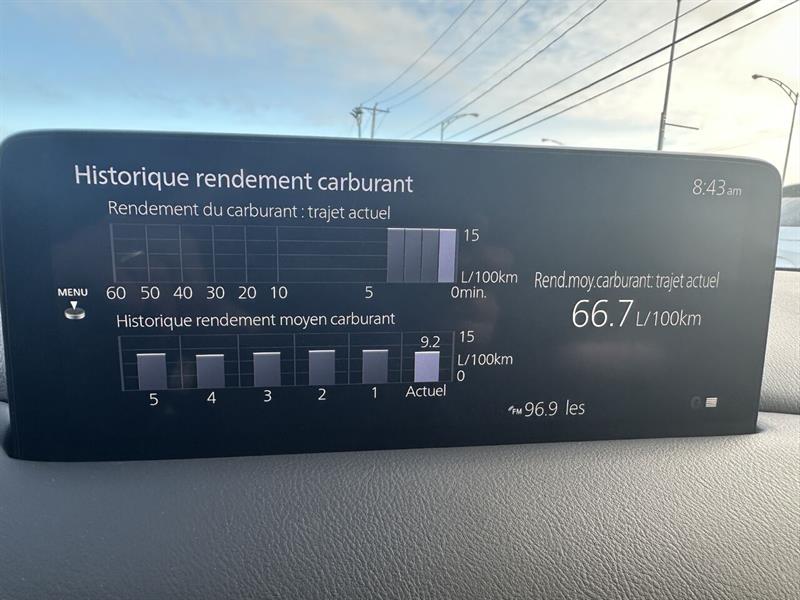 Historique rendement carburant
8:43 am
Rendement du carburant : trajet actuel
15
L/100km
60 50 40 30 20 10 5 0min.
MENU
Rend.moy.carburant: trajet actuel
66.7 L/100km
Historique rendement moyen carburant
15
9.2
L/100km
0
5 4 3 2 1 Actuel
FM 96.9 les